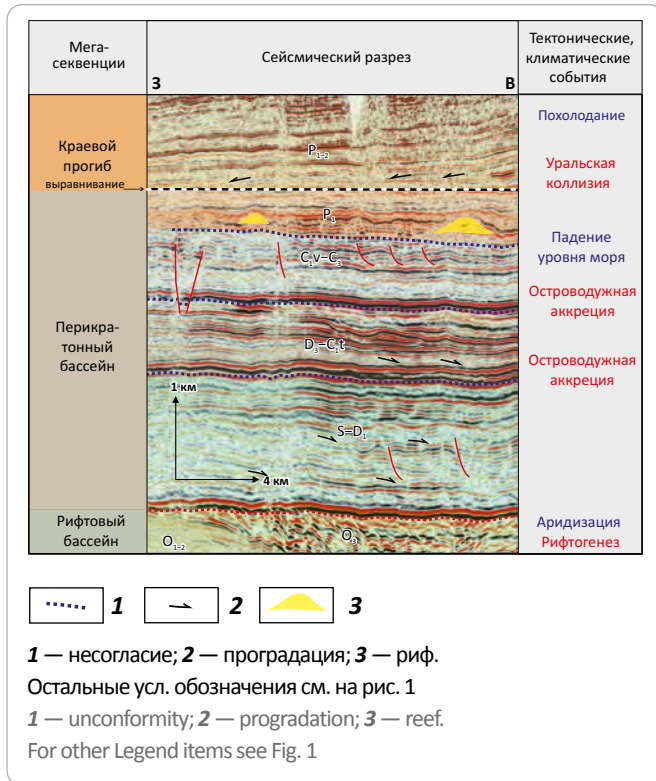 Мега-
секвенции
Сейсмический разрез
З
В
Тектонические,
климатические
события
Краевой
прогиб
выравнивание
P₁₋₂
Похолодание
Уральская
коллизия
Перикра-
тонный
бассейн
P₁
C₁v–C₃
D₃–C₁t
S–D₁
1 км
4 км
Падение
уровня моря
Островодужная
аккреция
Островодужная
аккреция
Рифтовый
бассейн
O₁₋₂
O₃
Аридизация
Рифтогенез
1
2
3
1 — несогласие; 2 — проградация; 3 — риф.
Остальные усл. обозначения см. на рис. 1
1 — unconformity; 2 — progradation; 3 — reef.
For other Legend items see Fig. 1